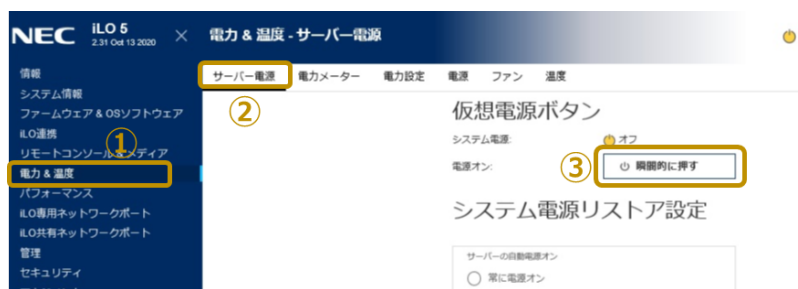 NEC iLO 5
2.31 Oct 13 2020
×
電力 & 温度 - サーバー電源
情報
システム情報
ファームウェア & OSソフトウェア
iLO連携
リモートコンソール & メディア
電力 & 温度
パフォーマンス
iLO専用ネットワークポート
iLO共有ネットワークポート
管理
セキュリティ
①
サーバー電源 電力メーター 電力設定 電源 ファン 温度
②
仮想電源ボタン
システム電源: オフ
電源オン: ③ 瞬間的に押す
システム電源リストア設定
サーバーの自動電源オン
常に電源オン